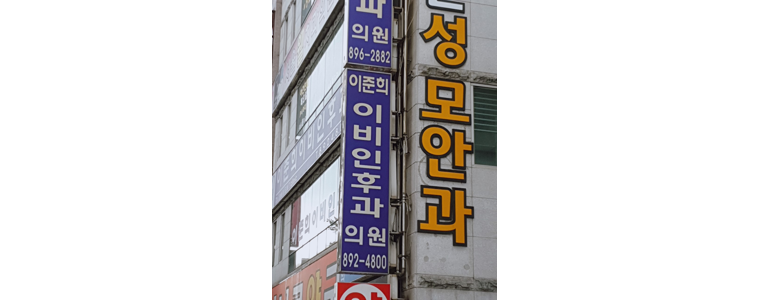 과
의원
896-2882
이준희
이비인후과
의원
892-4800
성모안과